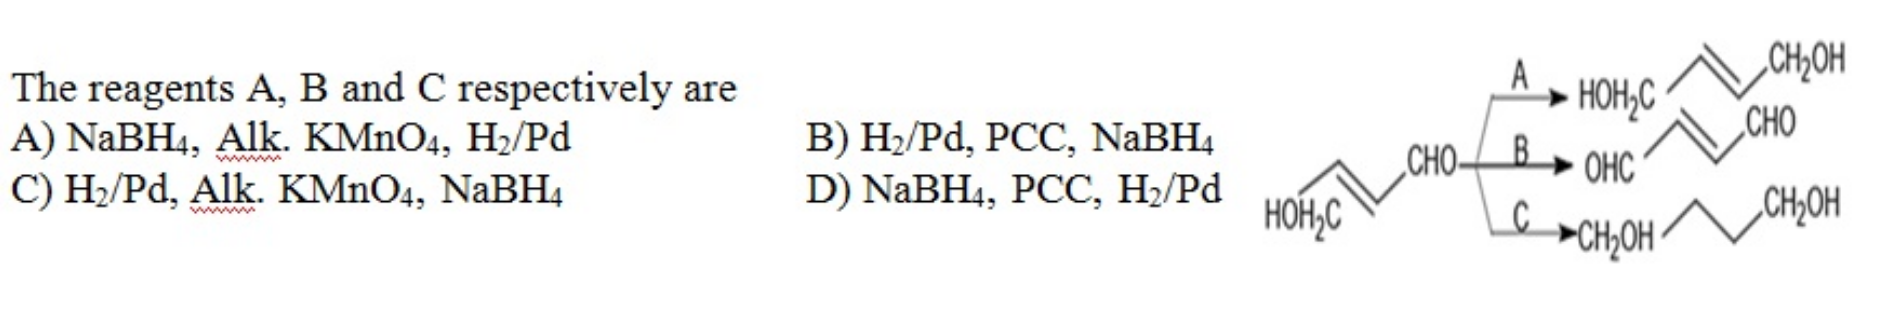 The reagents A, B and C respectively are
A) NaBH₄, Alk. KMnO₄, H₂/Pd
B) H₂/Pd, PCC, NaBH₄
C) H₂/Pd, Alk. KMnO₄, NaBH₄
D) NaBH₄, PCC, H₂/Pd
HOH₂C CHO
A HOH₂C CH₂OH
B OHC CHO
C CH₂OH CH₂OH